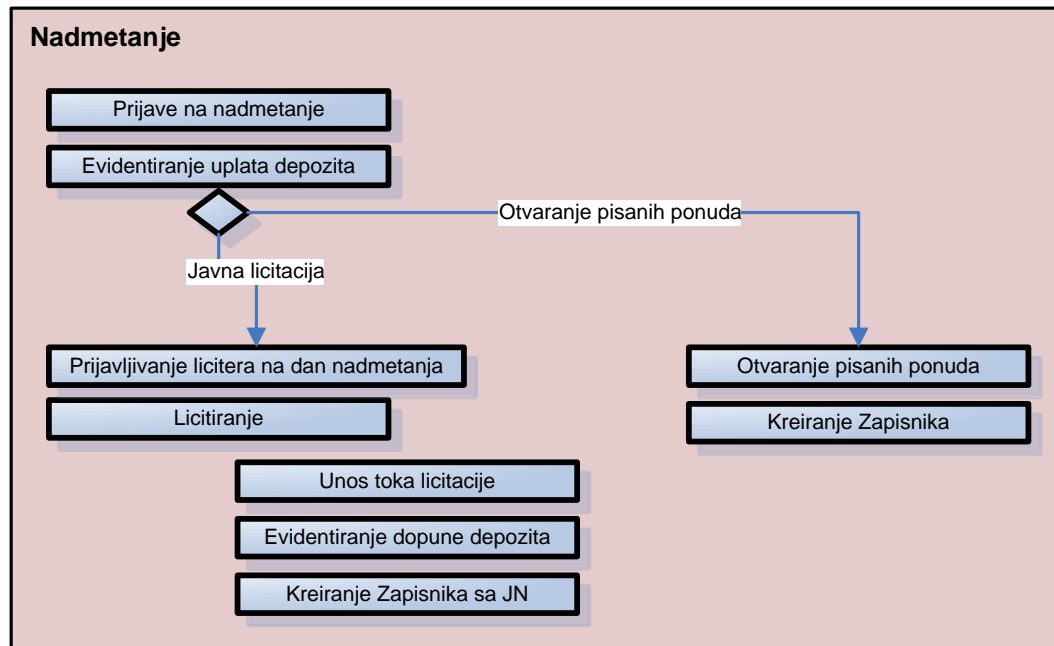 Nadmetanje
Prijave na nadmetanje
Evidentiranje uplata depozita
Otvaranje pisanih ponuda
Javna licitacija
Prijavljivanje licitera na dan nadmetanja
Licitiranje
Unos toka licitacije
Evidentiranje dopune depozita
Kreiranje Zapisnika sa JN
Otvaranje pisanih ponuda
Kreiranje Zapisnika